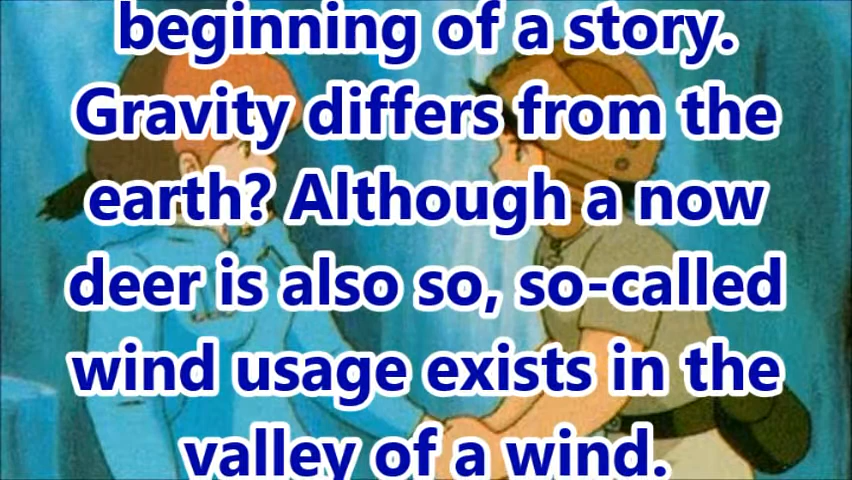 beginning of a story.
Gravity differs from the
earth? Although a now
deer is also so, so-called
wind usage exists in the
valley of a wind.